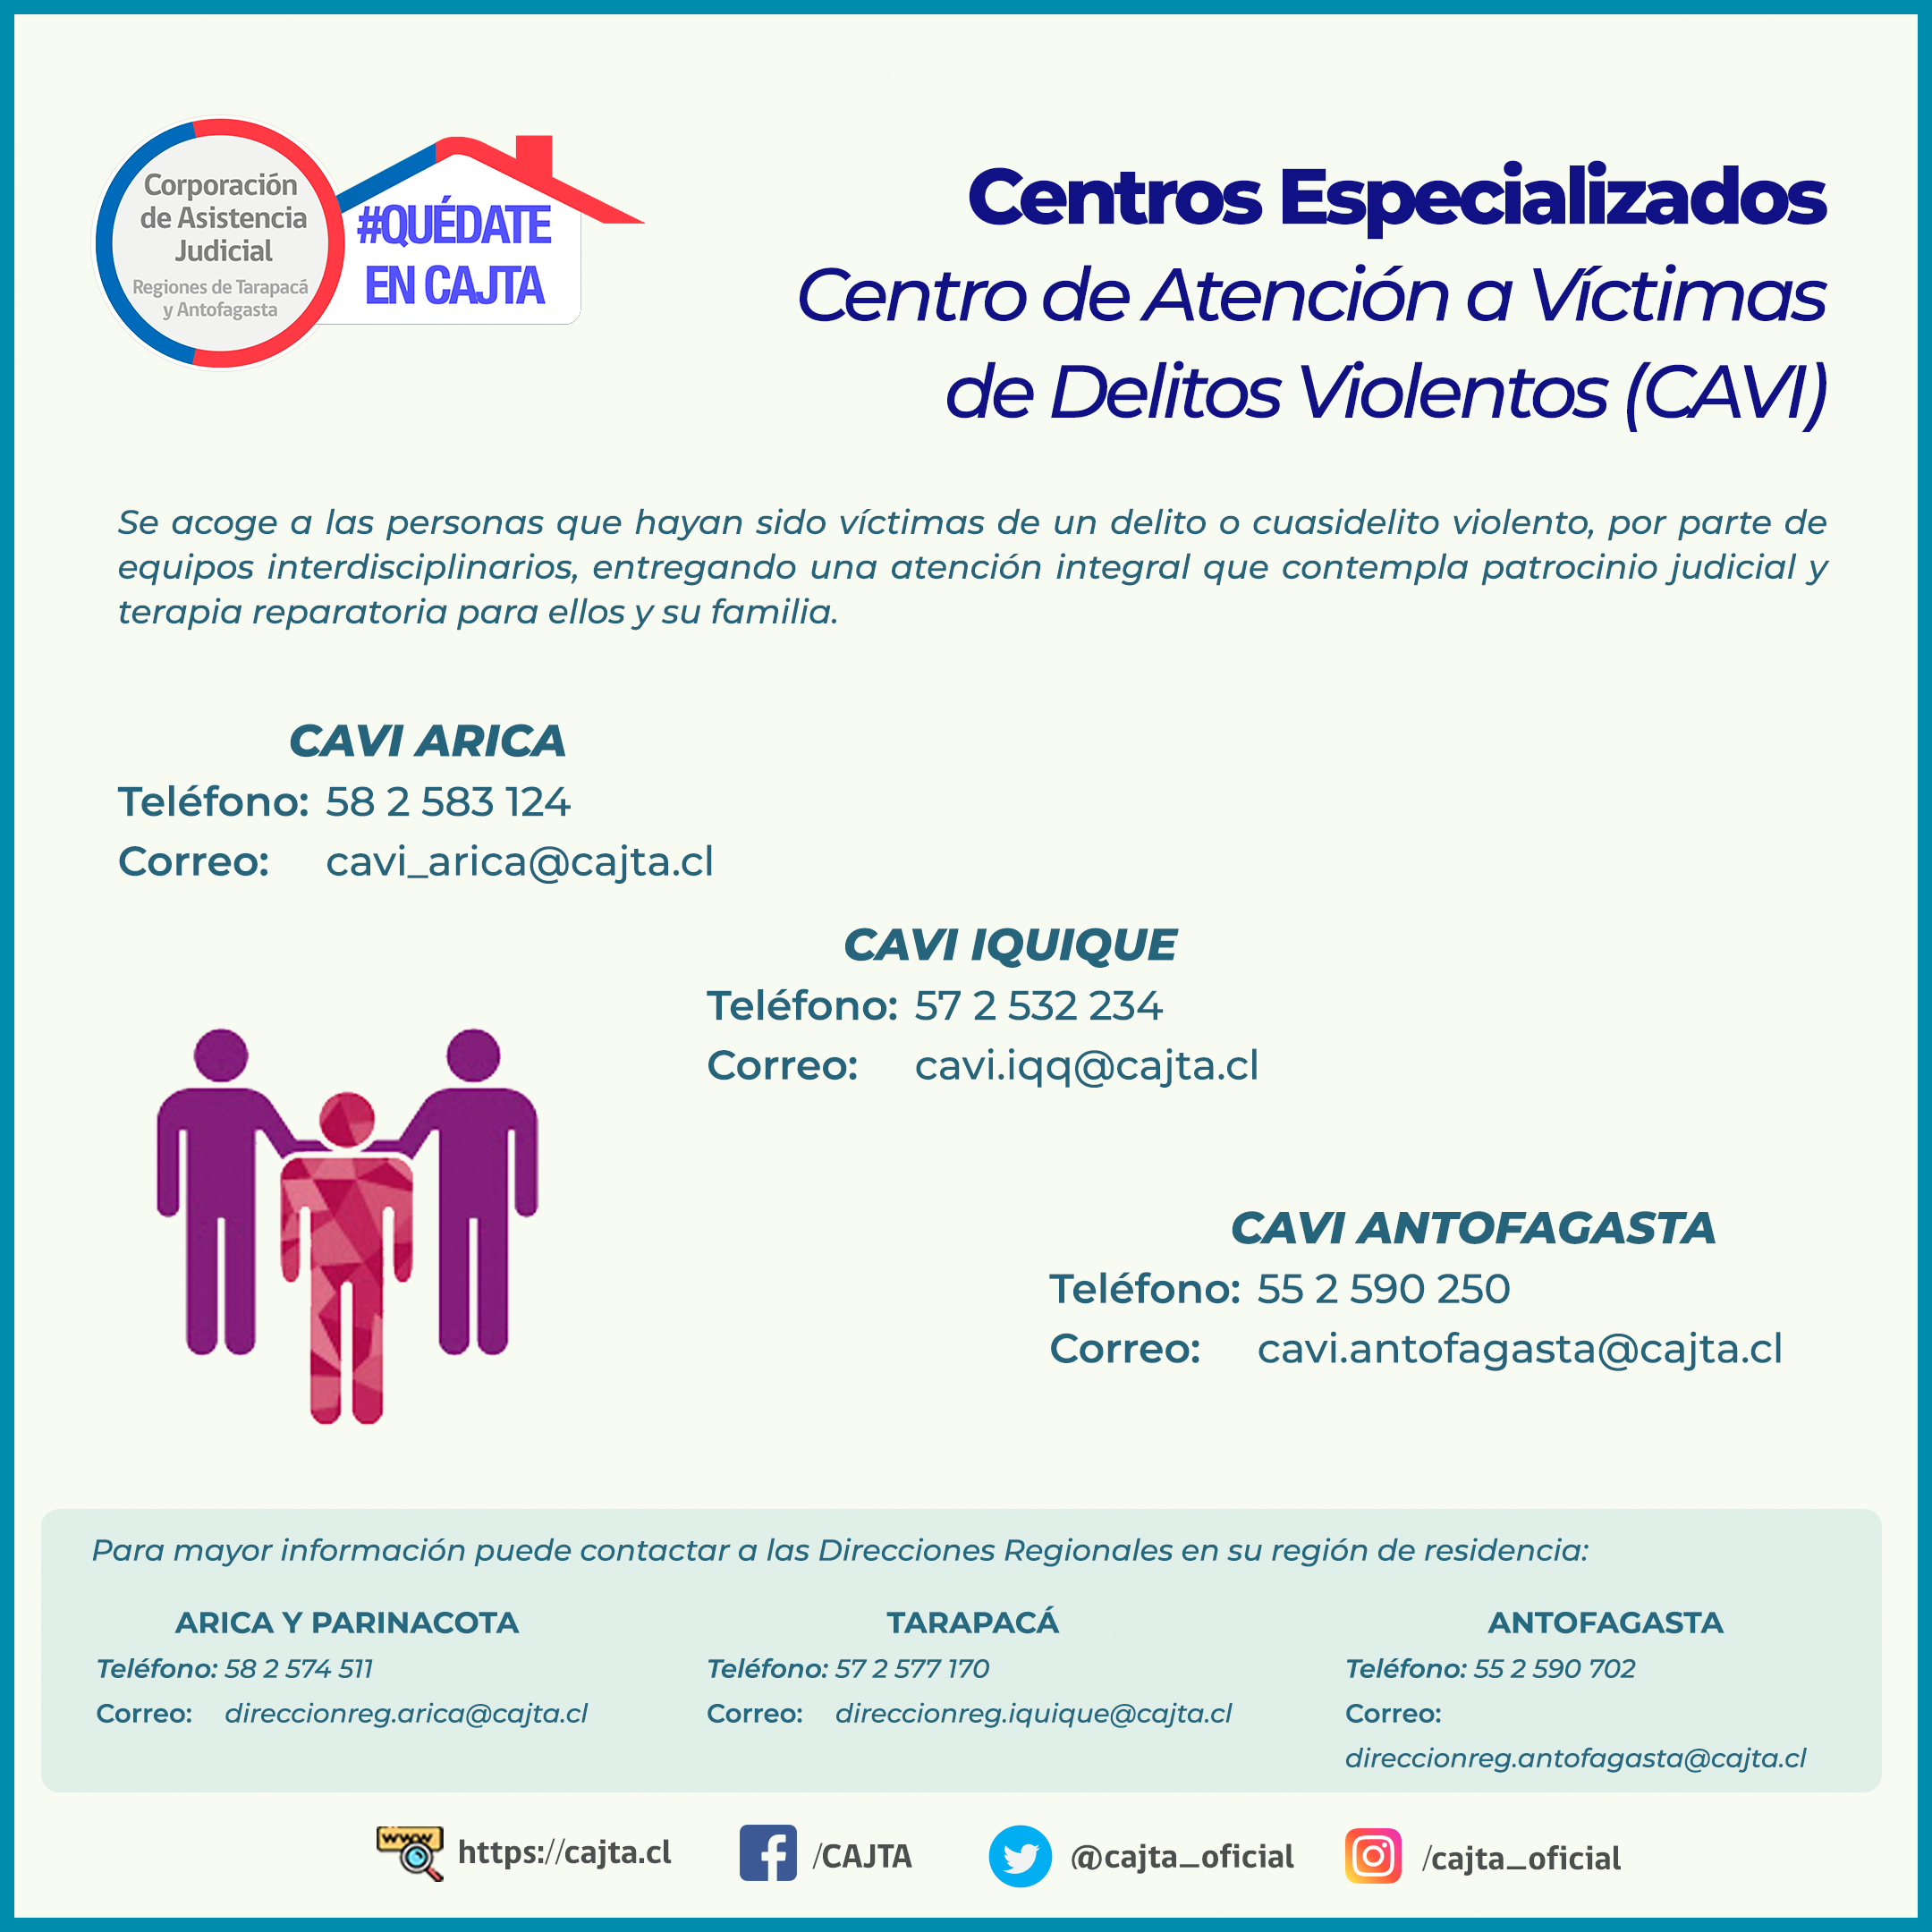 Corporación
de Asistencia
Judicial
Regiones de Tarapacá
y Antofagasta
#QUÉDATE
EN CAJTA
Centros Especializados
Centro de Atención a Víctimas
de Delitos Violentos (CAVI)
Se acoge a las personas que hayan sido víctimas de un delito o cuasidelito violento, por parte de
equipos interdisciplinarios, entregando una atención integral que contempla patrocinio judicial y
terapia reparatoria para ellos y su familia.
CAVI ARICA
Teléfono: 58 2 583 124
Correo: cavi_arica@cajta.cl
CAVI IQUIQUE
Teléfono: 57 2 532 234
Correo: cavi.iqq@cajta.cl
CAVI ANTOFAGASTA
Teléfono: 55 2 590 250
Correo: cavi.antofagasta@cajta.cl
Para mayor información puede contactar a las Direcciones Regionales en su región de residencia:
ARICA Y PARINACOTA
Teléfono: 58 2 574 511
Correo: direccionreg.arica@cajta.cl
TARAPACÁ
Teléfono: 57 2 577 170
Correo: direccionreg.iquique@cajta.cl
ANTOFAGASTA
Teléfono: 55 2 590 702
Correo:
direccionreg.antofagasta@cajta.cl
www https://cajta.cl
/CAJTA
@cajta_oficial
/cajta_oficial